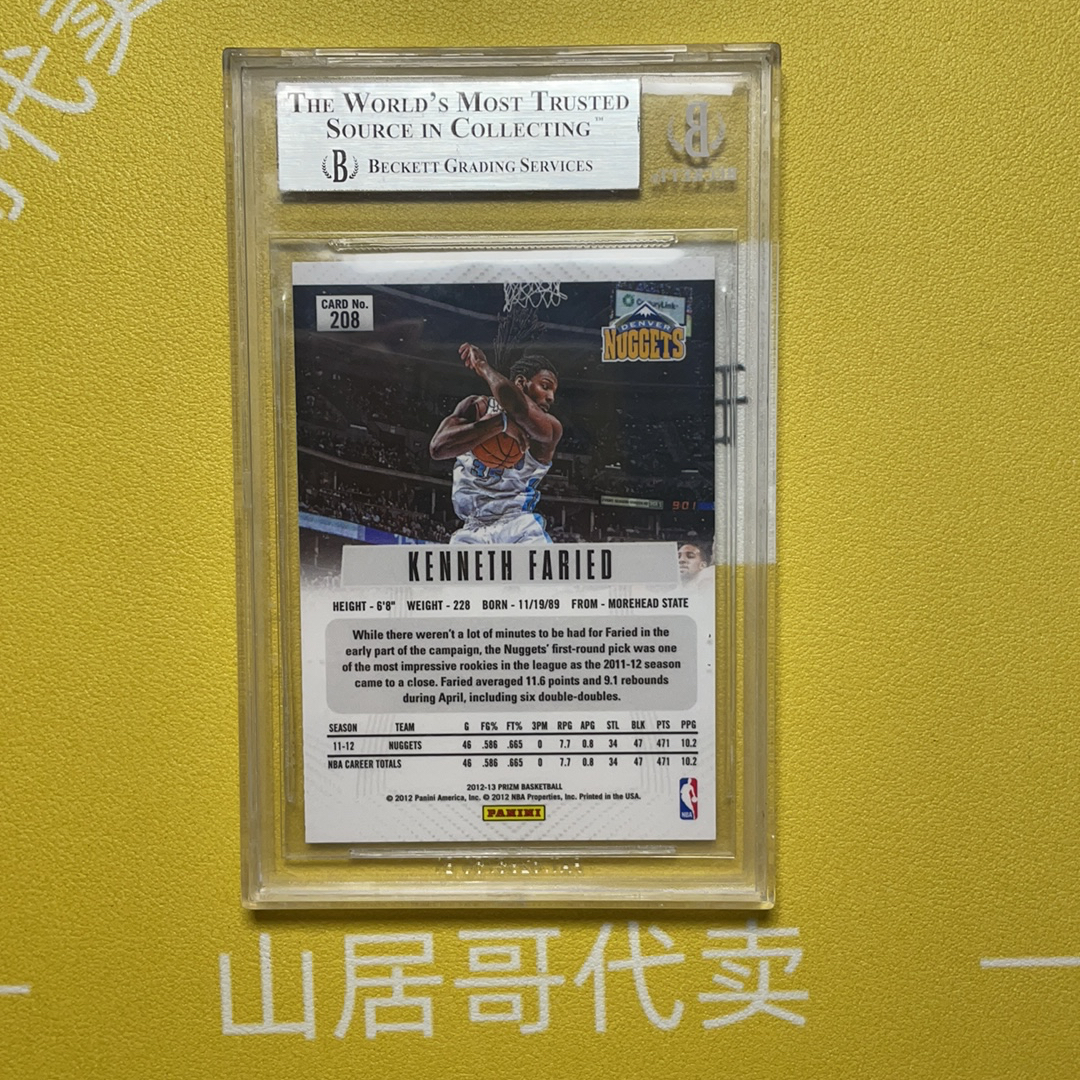 THE WORLD'S MOST TRUSTED
SOURCE IN COLLECTING™
B BECKETT GRADING SERVICES
CARD No.
208
CenturyLink
DENVER
NUGGETS
901
KENNETH FARIED
HEIGHT - 6'8" WEIGHT - 228 BORN - 11/19/89 FROM - MOREHEAD STATE
While there weren't a lot of minutes to be had for Faried in the
early part of the campaign, the Nuggets' first-round pick was one
of the most impressive rookies in the league as the 2011-12 season
came to a close. Faried averaged 11.6 points and 9.1 rebounds
during April, including six double-doubles.
SEASON TEAM G FG% FT% 3PM RPG APG STL BLK PTS PPG
11-12 NUGGETS 46 .586 .665 0 7.7 0.8 34 47 471 10.2
NBA CAREER TOTALS 46 .586 .665 0 7.7 0.8 34 47 471 10.2
2012-13 PRIZM BASKETBALL
© 2012 Panini America, Inc. © 2012 NBA Properties, Inc. Printed in the USA.
PANINI
NBA
山居哥代卖